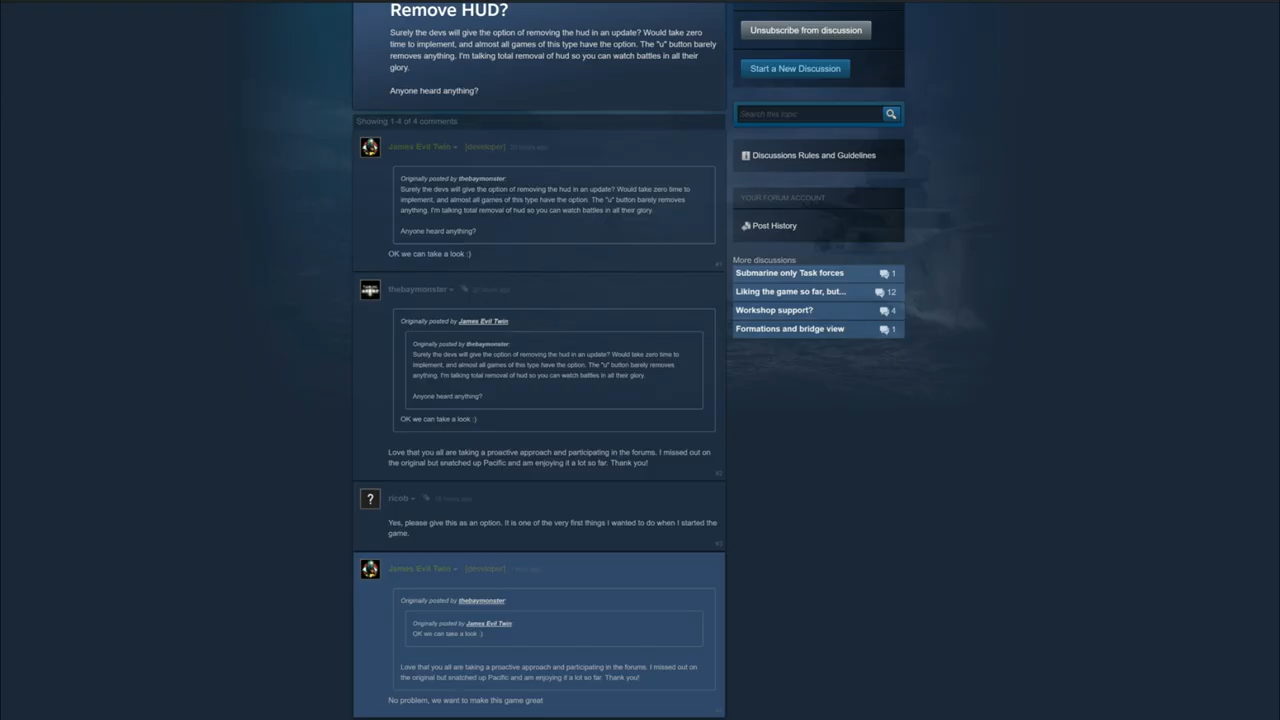 Remove HUD?
Surely the devs will give the option of removing the hud in an update? Would take zero
time to implement, and almost all games of this type have the option. The "u" button barely
removes anything. I'm talking total removal of hud so you can watch battles in all their
glory.
Anyone heard anything?
Showing 1-4 of 4 comments
James Evil Twin [developer]
Originally posted by thebaymonster:
Surely the devs will give the option of removing the hud in an update? Would take zero time to
implement, and almost all games of this type have the option. The "u" button barely removes
anything. I'm talking total removal of hud so you can watch battles in all their glory.
Anyone heard anything?
OK we can take a look :)
#1
thebaymonster
Originally posted by James Evil Twin
Originally posted by thebaymonster:
Surely the devs will give the option of removing the hud in an update? Would take zero time to
implement, and almost all games of this type have the option. The "u" button barely removes
anything. I'm talking total removal of hud so you can watch battles in all their glory.
Anyone heard anything?
OK we can take a look :)
Love that you all are taking a proactive approach and participating in the forums. I missed out on
the original but snatched up Pacific and am enjoying it a lot so far. Thank you!
#2
ricob
Yes, please give this as an option. It is one of the very first things I wanted to do when I started the
game.
#3
James Evil Twin [developer]
Originally posted by thebaymonster:
Originally posted by James Evil Twin:
OK we can take a look :)
Love that you all are taking a proactive approach and participating in the forums. I missed out on
the original but snatched up Pacific and am enjoying it a lot so far. Thank you!
No problem, we want to make this game great
Unsubscribe from discussion
Start a New Discussion
Search this topic
Discussions Rules and Guidelines
YOUR FORUM ACCOUNT
Post History
More discussions
Submarine only Task forces 1
Liking the game so far, but... 12
Workshop support? 4
Formations and bridge view 1